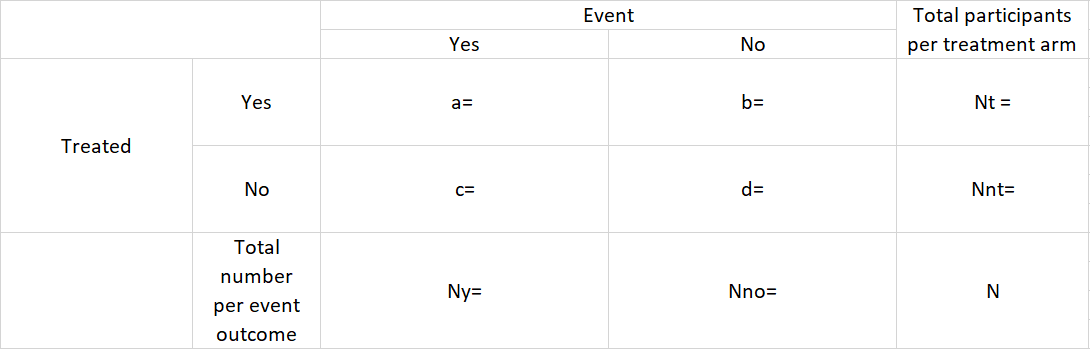 Event
Total participants
per treatment arm
Yes
No
Treated
Yes
a=
b=
Nt =
No
c=
d=
Nnt=
Total
number
per event
outcome
Ny=
Nno=
N